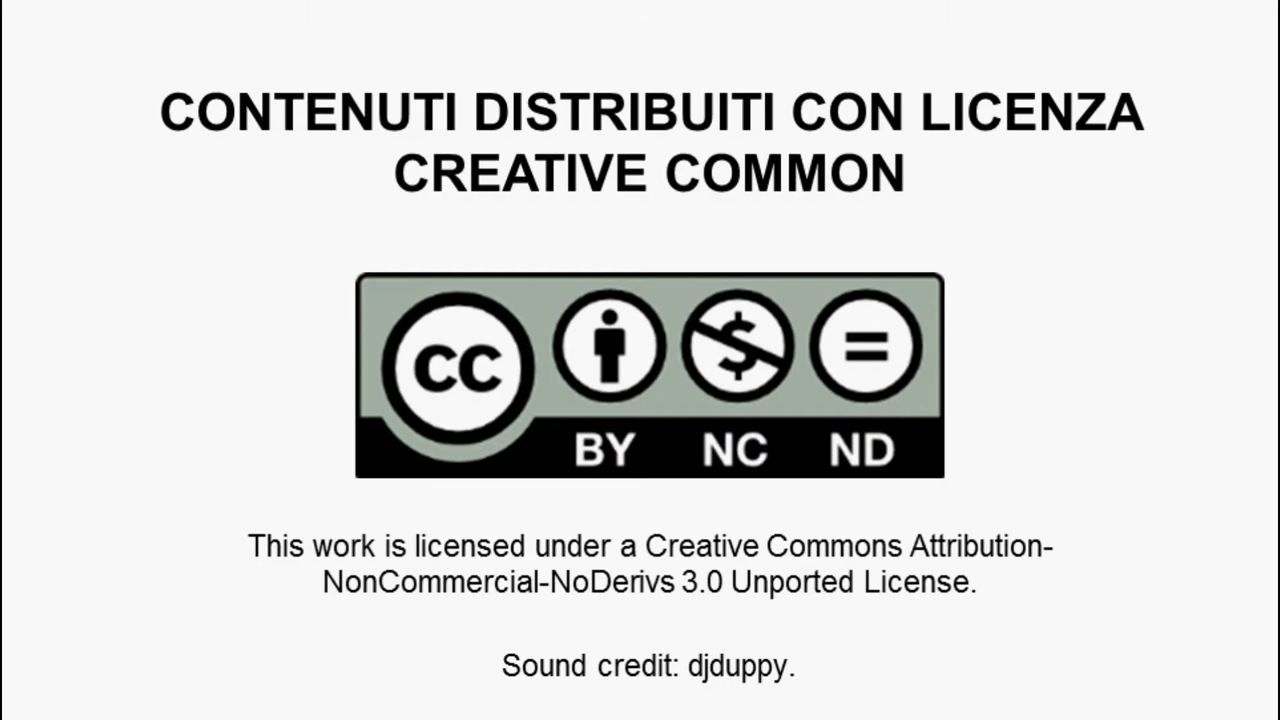 CONTENUTI DISTRIBUITI CON LICENZA
CREATIVE COMMON
CC
BY NC ND
This work is licensed under a Creative Commons Attribution-
NonCommercial-NoDerivs 3.0 Unported License.
Sound credit: djduppy.